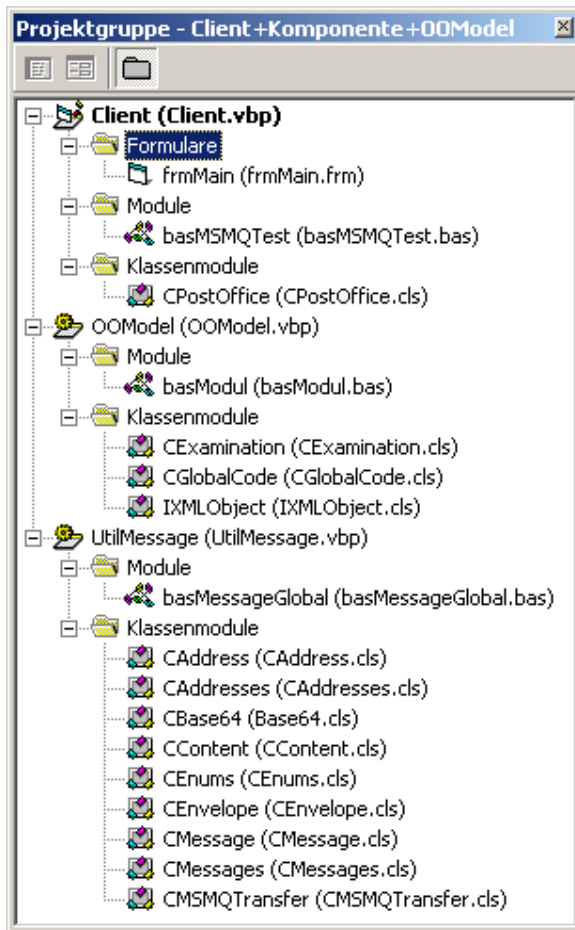 Projektgruppe - Client+Komponente+OOModel
Client (Client.vbp)
Formulare
frmMain (frmMain.frm)
Module
basMSMQTest (basMSMQTest.bas)
Klassenmodule
CPostOffice (CPostOffice.cls)
OOModel (OOModel.vbp)
Module
basModul (basModul.bas)
Klassenmodule
CExamination (CExamination.cls)
CGlobalCode (CGlobalCode.cls)
IXMLObject (IXMLObject.cls)
UtilMessage (UtilMessage.vbp)
Module
basMessageGlobal (basMessageGlobal.bas)
Klassenmodule
CAddress (CAddress.cls)
CAddresses (CAddresses.cls)
CBase64 (Base64.cls)
CContent (CContent.cls)
CEnums (CEnums.cls)
CEnvelope (CEnvelope.cls)
CMessage (CMessage.cls)
CMessages (CMessages.cls)
CMSMQTransfer (CMSMQTransfer.cls)